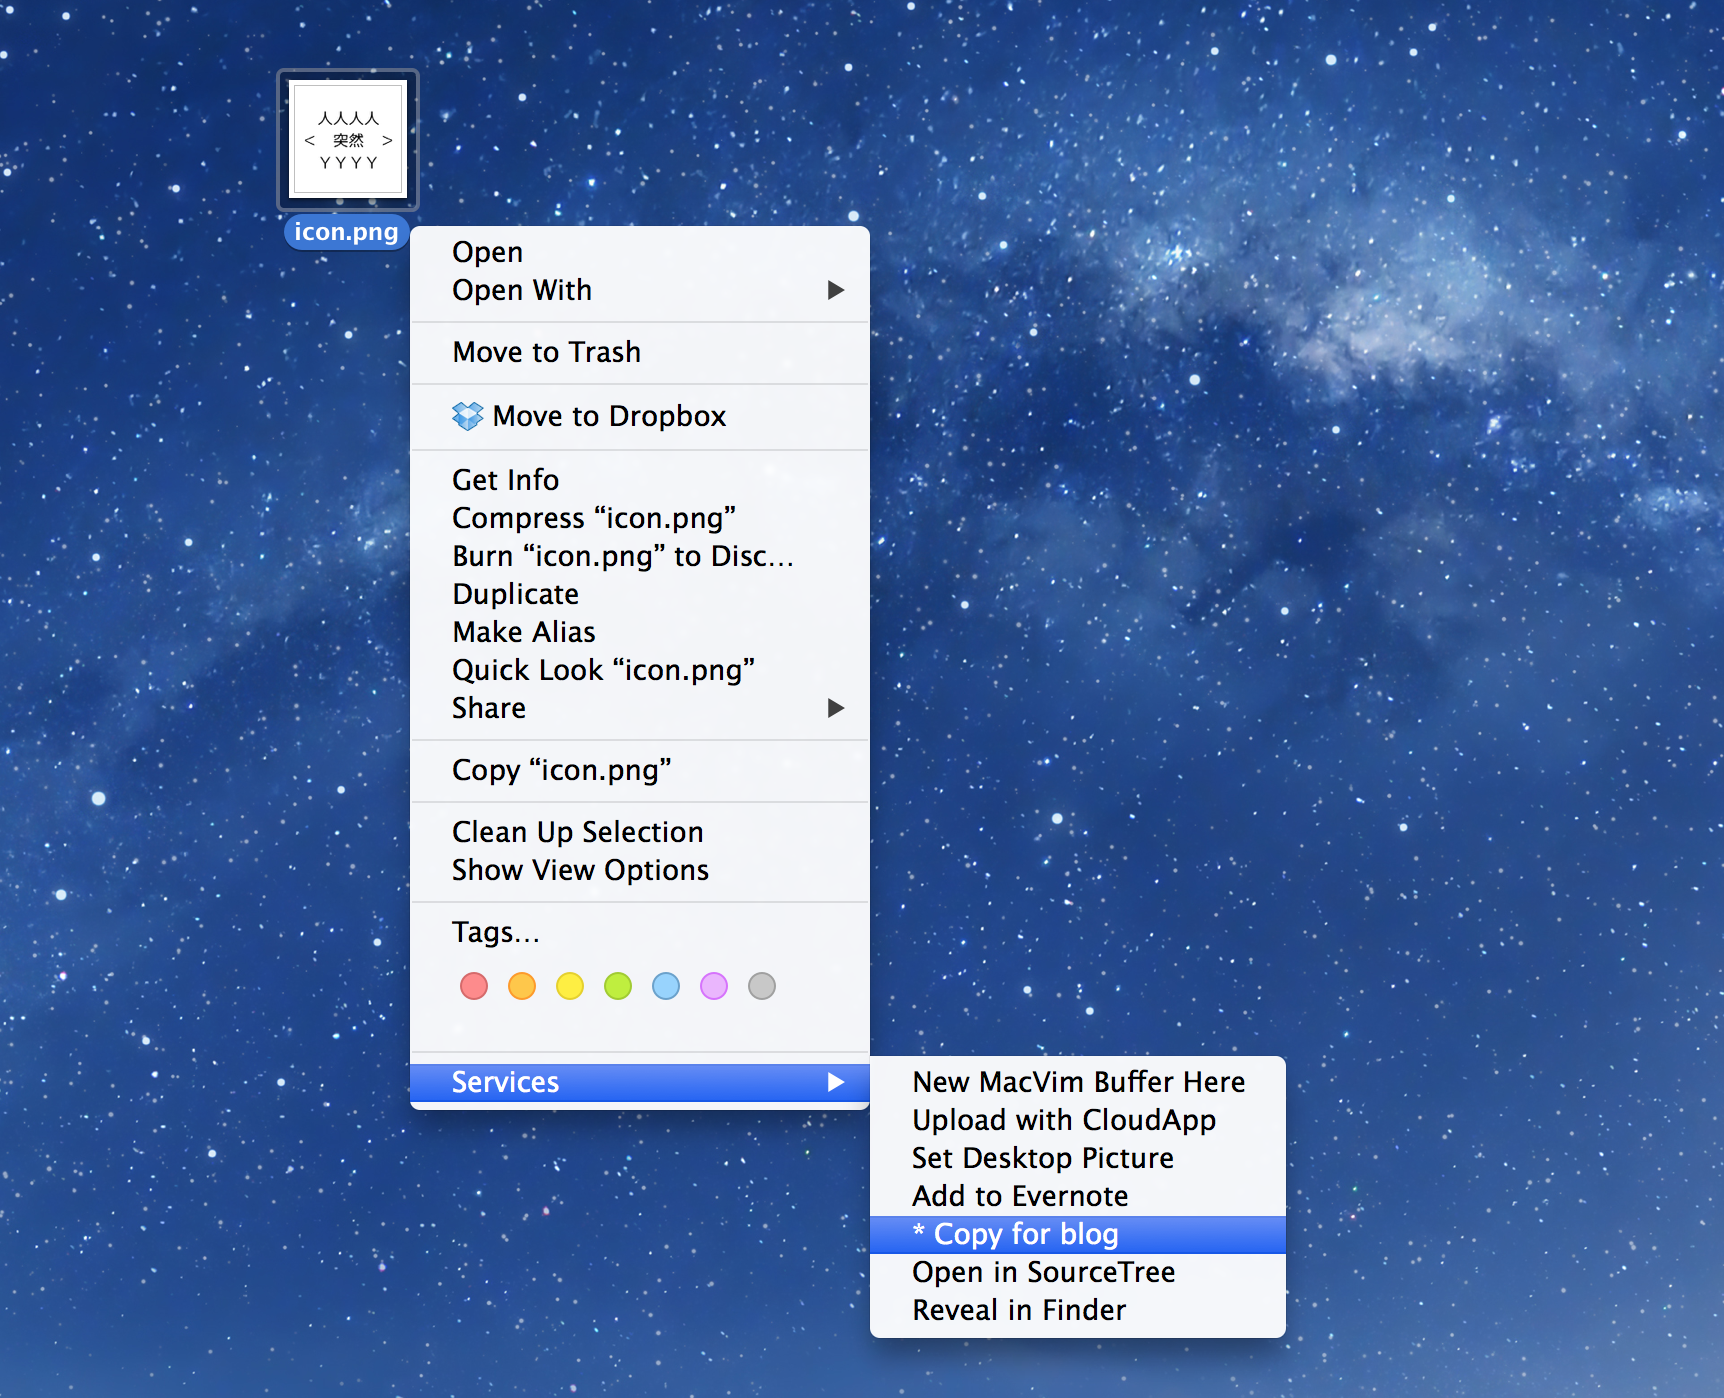 人人人人
< 突然 >
YYYY
icon.png
Open
Open With
Move to Trash
Move to Dropbox
Get Info
Compress “icon.png”
Burn “icon.png” to Disc…
Duplicate
Make Alias
Quick Look “icon.png”
Share
Copy “icon.png”
Clean Up Selection
Show View Options
Tags…
Services
New MacVim Buffer Here
Upload with CloudApp
Set Desktop Picture
Add to Evernote
* Copy for blog
Open in SourceTree
Reveal in Finder